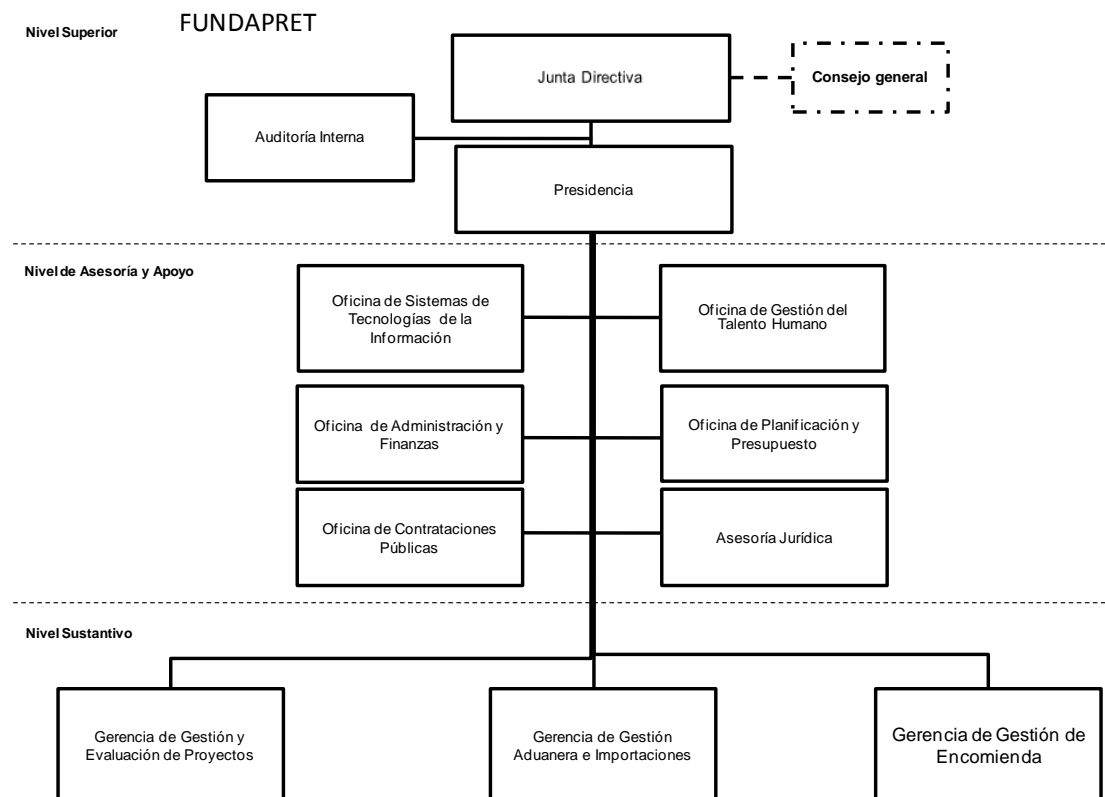 FUNDAPRET
Nivel Superior
Junta Directiva
Consejo general
Auditoría Interna
Presidencia
Nivel de Asesoría y Apoyo
Oficina de Sistemas de
Tecnologías de la
Información
Oficina de Gestión del
Talento Humano
Oficina de Administración y
Finanzas
Oficina de Planificación y
Presupuesto
Oficina de Contrataciones
Públicas
Asesoría Jurídica
Nivel Sustantivo
Gerencia de Gestión y
Evaluación de Proyectos
Gerencia de Gestión
Aduanera e Importaciones
Gerencia de Gestión de
Encomienda